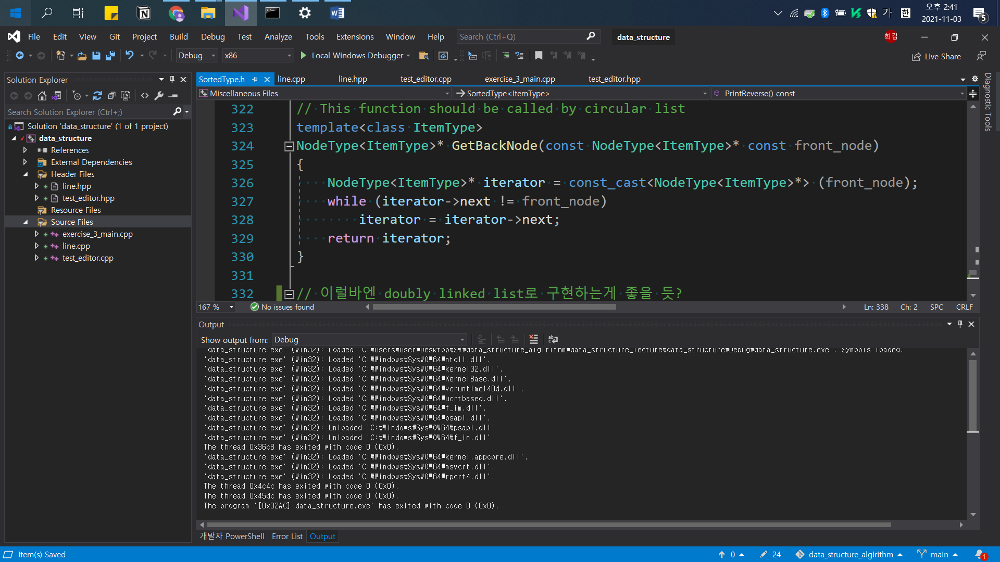 오후 2:41
2021-11-03
가
한
5
File Edit View Git Project Build Debug Test Analyze Tools Extensions Window Help Search (Ctrl+Q) data_structure 희김
Debug x86 Local Windows Debugger Live Share
Solution Explorer
Search Solution Explorer (Ctrl+;)
Solution 'data_structure' (1 of 1 project)
data_structure
References
External Dependencies
Header Files
line.hpp
test_editor.hpp
Resource Files
Source Files
exercise_3_main.cpp
line.cpp
test_editor.cpp
SortedType.h line.cpp line.hpp test_editor.cpp exercise_3_main.cpp test_editor.hpp
Miscellaneous Files SortedType<ItemType> PrintReverse() const
322 // This function should be called by circular list
323 template<class ItemType>
324 NodeType<ItemType>* GetBackNode(const NodeType<ItemType>* const front_node)
325 {
326 NodeType<ItemType>* iterator = const_cast<NodeType<ItemType>*> (front_node);
327 while (iterator->next != front_node)
328 iterator = iterator->next;
329 return iterator;
330 }
331
332 // 이럴바엔 doubly linked list로 구현하는게 좋을 듯?
167 % No issues found Ln: 338 Ch: 2 SPC CRLF
Diagnostic Tools
Output
Show output from: Debug
'data_structure.exe' (Win32): Loaded 'C:₩Users₩user₩Desktop₩SW₩data_structure_algirithm₩data_structure_lecture₩data_structure₩Debug₩data_structure.exe'. Symbols loaded.
'data_structure.exe' (Win32): Loaded 'C:₩Windows₩SysWOW64₩ntdll.dll'.
'data_structure.exe' (Win32): Loaded 'C:₩Windows₩SysWOW64₩kernel32.dll'.
'data_structure.exe' (Win32): Loaded 'C:₩Windows₩SysWOW64₩KernelBase.dll'.
'data_structure.exe' (Win32): Loaded 'C:₩Windows₩SysWOW64₩vcruntime140d.dll'.
'data_structure.exe' (Win32): Loaded 'C:₩Windows₩SysWOW64₩ucrtbased.dll'.
'data_structure.exe' (Win32): Loaded 'C:₩Windows₩SysWOW64₩f_im.dll'.
'data_structure.exe' (Win32): Loaded 'C:₩Windows₩SysWOW64₩psapi.dll'.
'data_structure.exe' (Win32): Unloaded 'C:₩Windows₩SysWOW64₩psapi.dll'
'data_structure.exe' (Win32): Unloaded 'C:₩Windows₩SysWOW64₩f_im.dll'
The thread 0x36c8 has exited with code 0 (0x0).
'data_structure.exe' (Win32): Loaded 'C:₩Windows₩SysWOW64₩kernel.appcore.dll'.
'data_structure.exe' (Win32): Loaded 'C:₩Windows₩SysWOW64₩msvcrt.dll'.
'data_structure.exe' (Win32): Loaded 'C:₩Windows₩SysWOW64₩rpcrt4.dll'.
The thread 0x4c4c has exited with code 0 (0x0).
The thread 0x45dc has exited with code 0 (0x0).
The program '[0x32AC] data_structure.exe' has exited with code 0 (0x0).
개발자 PowerShell Error List Output
Item(s) Saved 0 24 data_structure_algirithm main 1